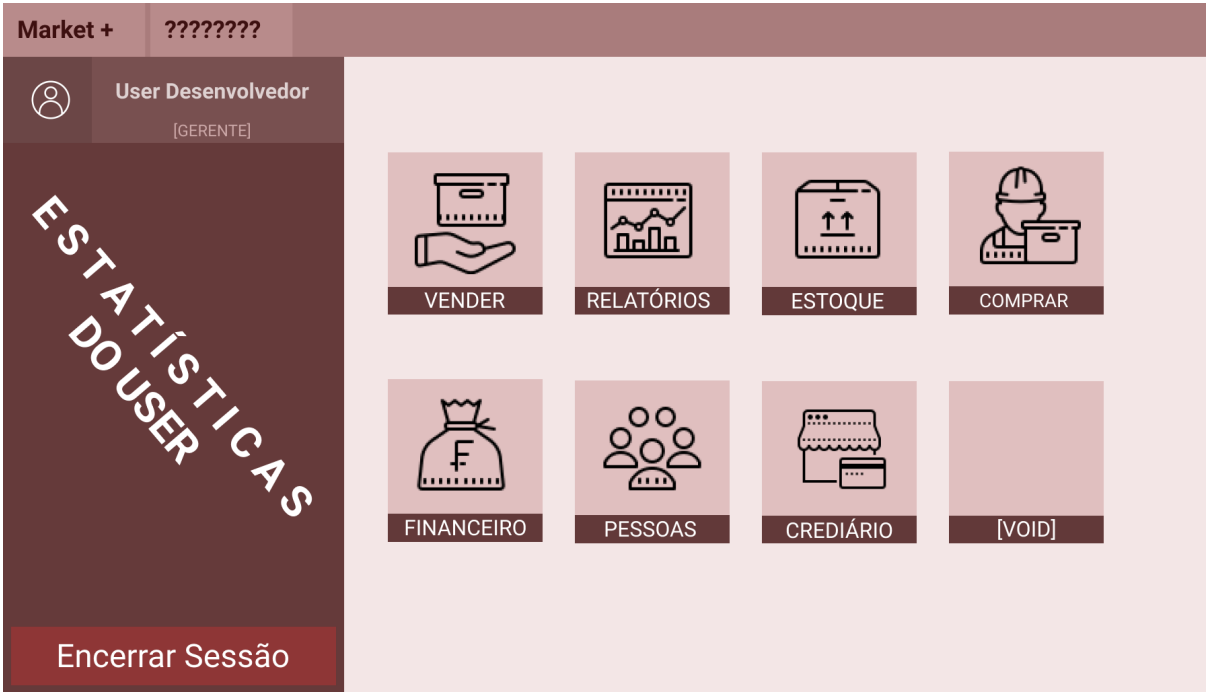 Market +
????????
User Desenvolvedor
[GERENTE]
ESTATÍSTICAS
DO USER
Encerrar Sessão
VENDER
RELATÓRIOS
ESTOQUE
COMPRAR
FINANCEIRO
PESSOAS
CREDIÁRIO
[VOID]